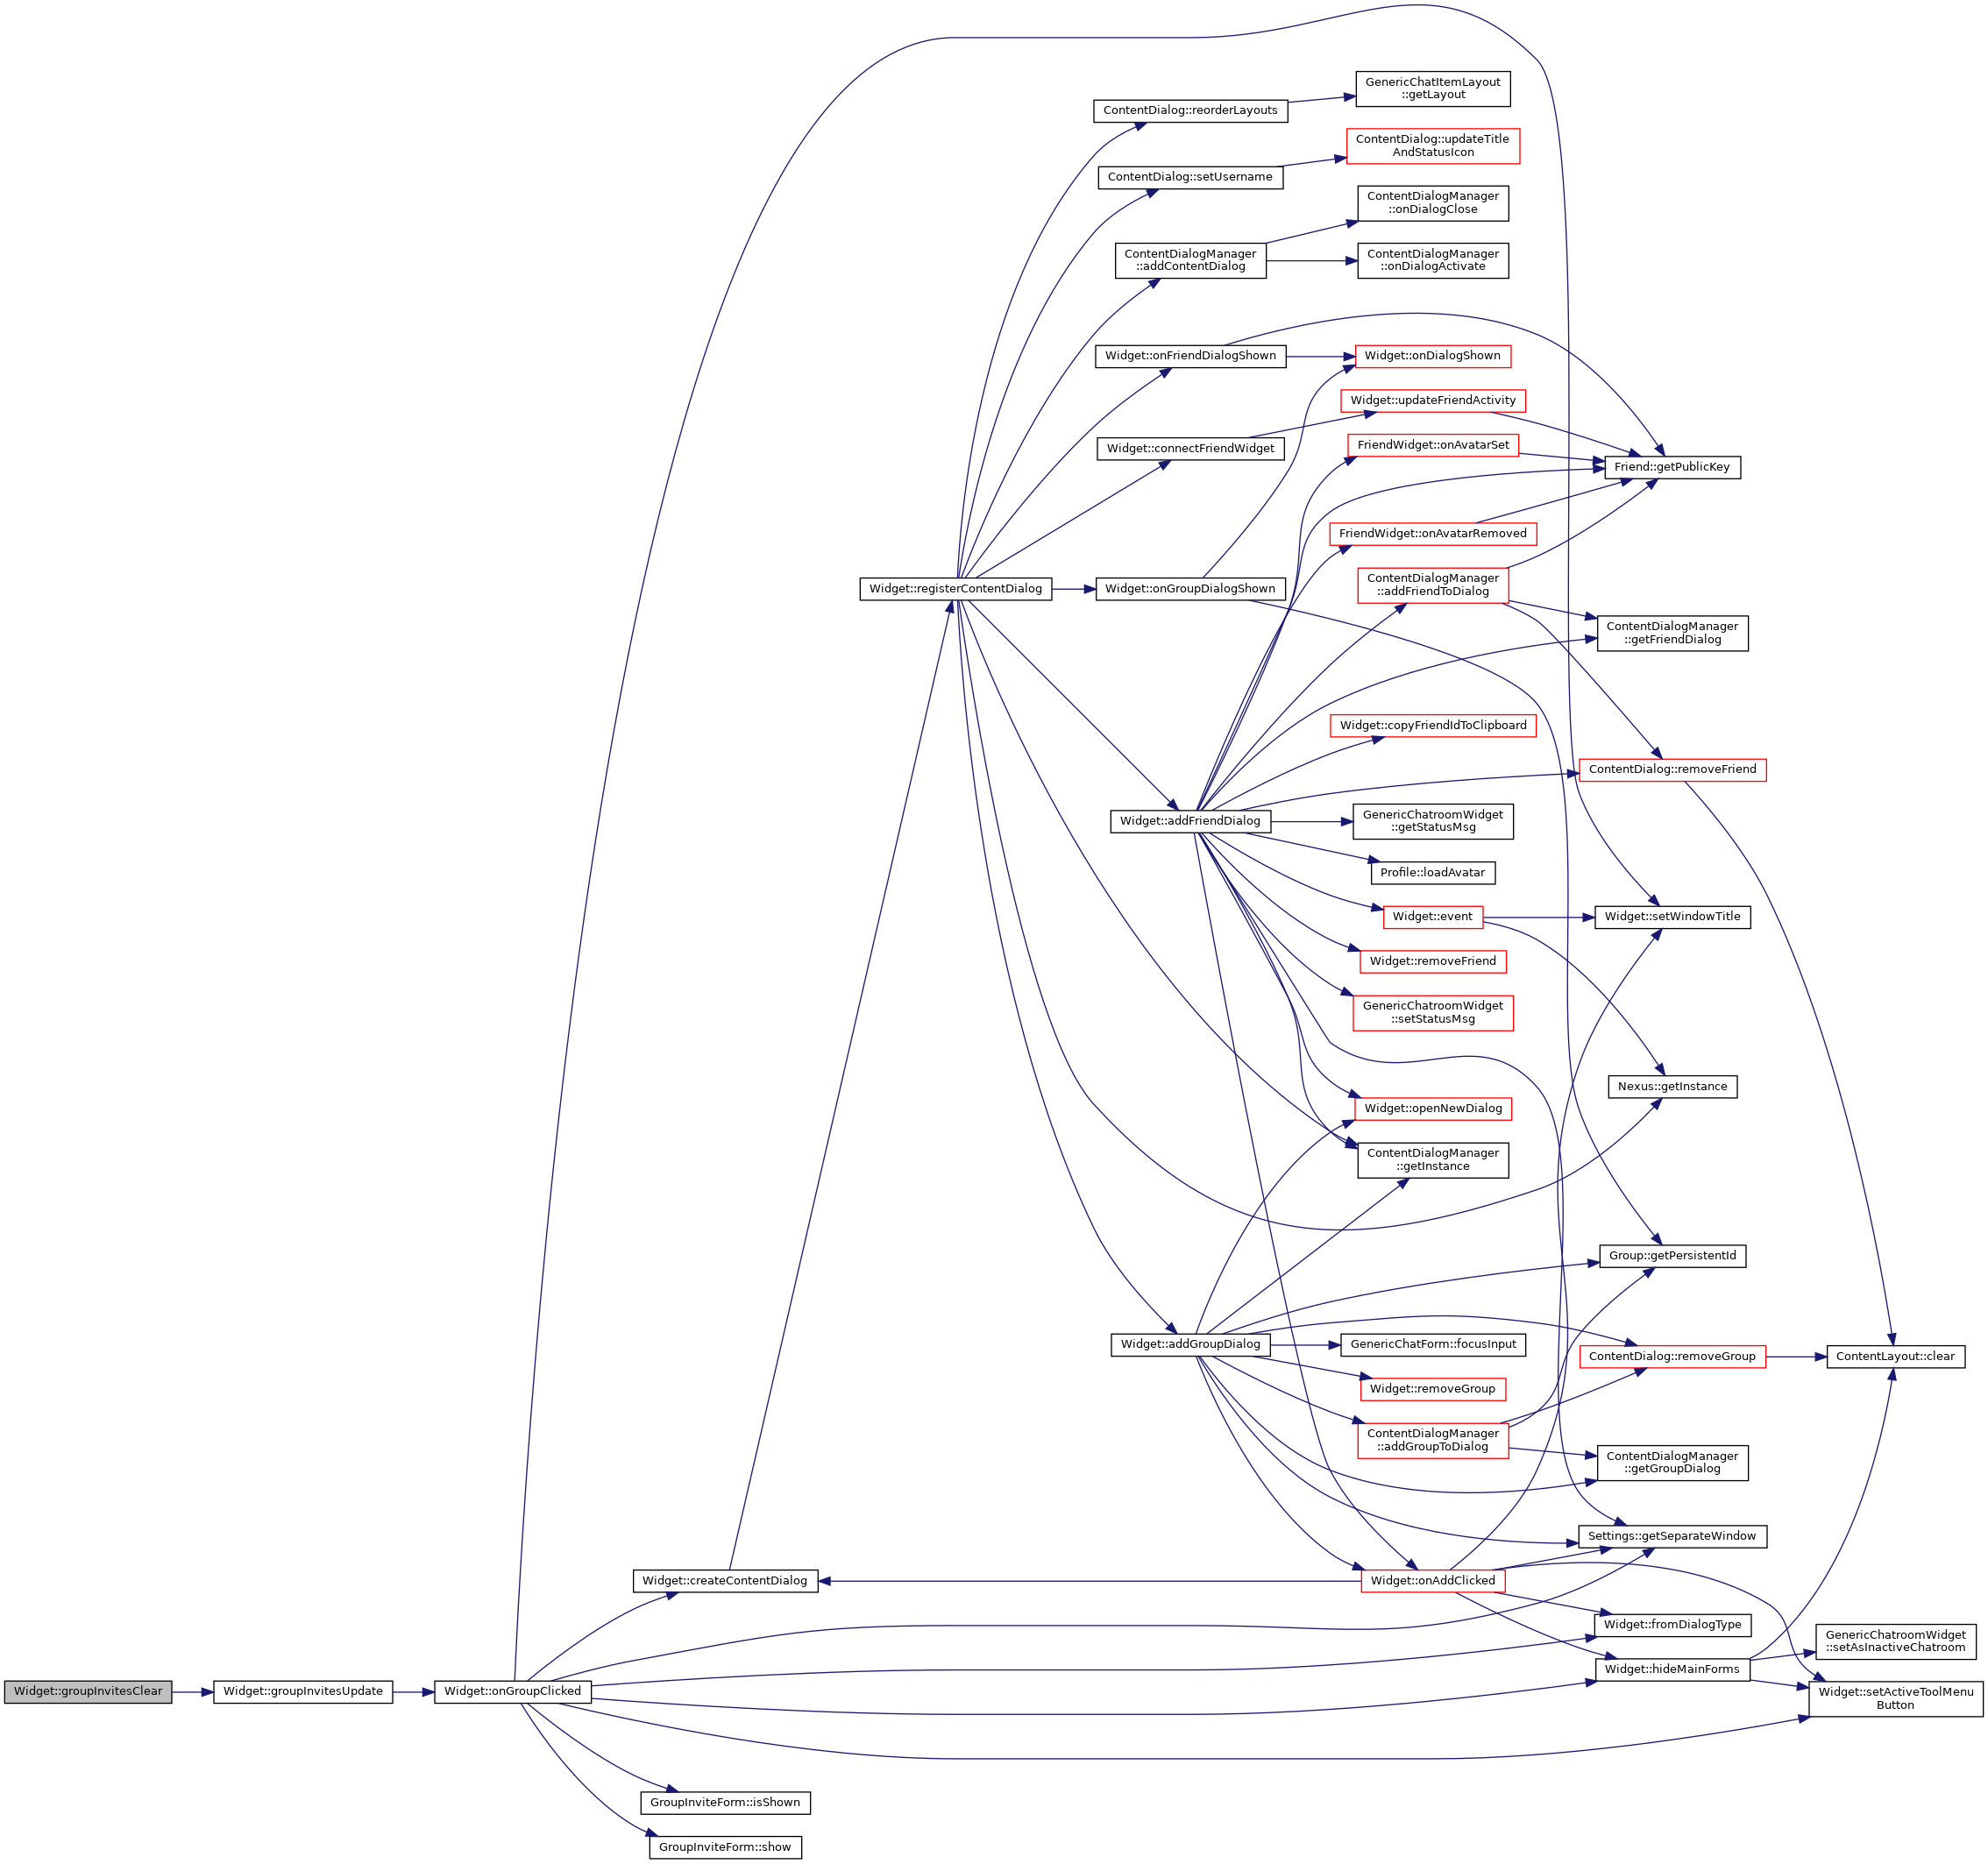 GenericChatItemLayout
::getLayout
ContentDialog::reorderLayouts
ContentDialog::updateTitle
AndStatusIcon
ContentDialog::setUsername
ContentDialogManager
::onDialogClose
ContentDialogManager
::addContentDialog
ContentDialogManager
::onDialogActivate
Widget::onFriendDialogShown
Widget::onDialogShown
Widget::updateFriendActivity
Widget::connectFriendWidget
FriendWidget::onAvatarSet
Friend::getPublicKey
FriendWidget::onAvatarRemoved
Widget::registerContentDialog
Widget::onGroupDialogShown
ContentDialogManager
::addFriendToDialog
ContentDialogManager
::getFriendDialog
Widget::copyFriendIdToClipboard
ContentDialog::removeFriend
Widget::addFriendDialog
GenericChatroomWidget
::getStatusMsg
Profile::loadAvatar
Widget::event
Widget::setWindowTitle
Widget::removeFriend
GenericChatroomWidget
::setStatusMsg
Nexus::getInstance
Widget::openNewDialog
ContentDialogManager
::getInstance
Group::getPersistentId
Widget::addGroupDialog
GenericChatForm::focusInput
ContentDialog::removeGroup
ContentLayout::clear
Widget::removeGroup
ContentDialogManager
::addGroupToDialog
ContentDialogManager
::getGroupDialog
Settings::getSeparateWindow
Widget::createContentDialog
Widget::onAddClicked
Widget::fromDialogType
GenericChatroomWidget
::setAsInactiveChatroom
Widget::hideMainForms
Widget::groupInvitesClear
Widget::groupInvitesUpdate
Widget::onGroupClicked
Widget::setActiveToolMenu
Button
GroupInviteForm::isShown
GroupInviteForm::show